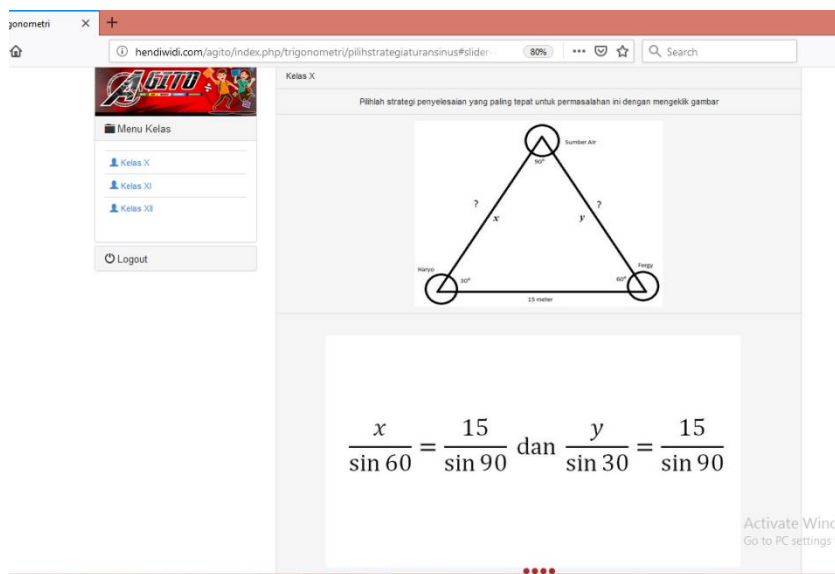 gonometri × +
hendiwidi.com/agito/index.php/trigonometri/pilihstrategiaturansinus#slider- 80% ... Search
AGITO
Kelas X
Pilihlah strategi penyelesaian yang paling tepat untuk permasalahan ini dengan mengeklik gambar
Menu Kelas
Kelas X
Kelas XI
Kelas XII
Logout
Sumber Air
90°
? ?
x y
Haryo Fergy
30° 60°
15 meter
x/sin 60 = 15/sin 90 dan y/sin 30 = 15/sin 90
Activate Wind
Go to PC settings